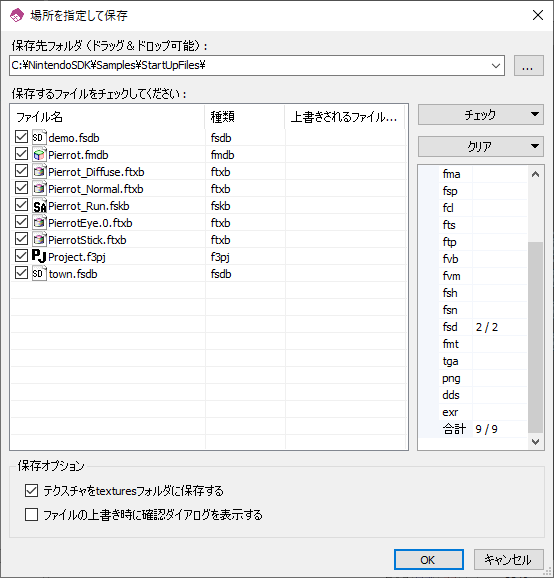 場所を指定して保存
保存先フォルダ（ドラッグ＆ドロップ可能）:
C:¥NintendoSDK¥Samples¥StartUpFiles¥
...
保存するファイルをチェックしてください:
ファイル名 種類 上書きされるファイル...
demo.fsdb fsdb
Pierrot.fmdb fmdb
Pierrot_Diffuse.ftxb ftxb
Pierrot_Normal.ftxb ftxb
Pierrot_Run.fskb fskb
PierrotEye.0.ftxb ftxb
PierrotStick.ftxb ftxb
Project.f3pj f3pj
town.fsdb fsdb
チェック
クリア
fma
fsp
fcl
fts
ftp
fvb
fvm
fsh
fsn
fsd 2 / 2
fmt
tga
png
dds
exr
合計 9 / 9
保存オプション
テクスチャをtexturesフォルダに保存する
ファイルの上書き時に確認ダイアログを表示する
OK
キャンセル